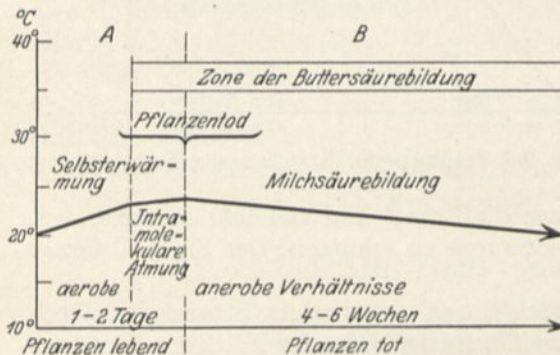 °C
A
B
40°
Zone der Buttersäurebildung
Pflanzentod
30°
Selbsterwär-
mung
Milchsäurebildung
Intra-
mole-
kulare
Atmung
20°
aerobe
anerobe Verhältnisse
1-2 Tage
4-6 Wochen
10°
Pflanzen lebend
Pflanzen tot